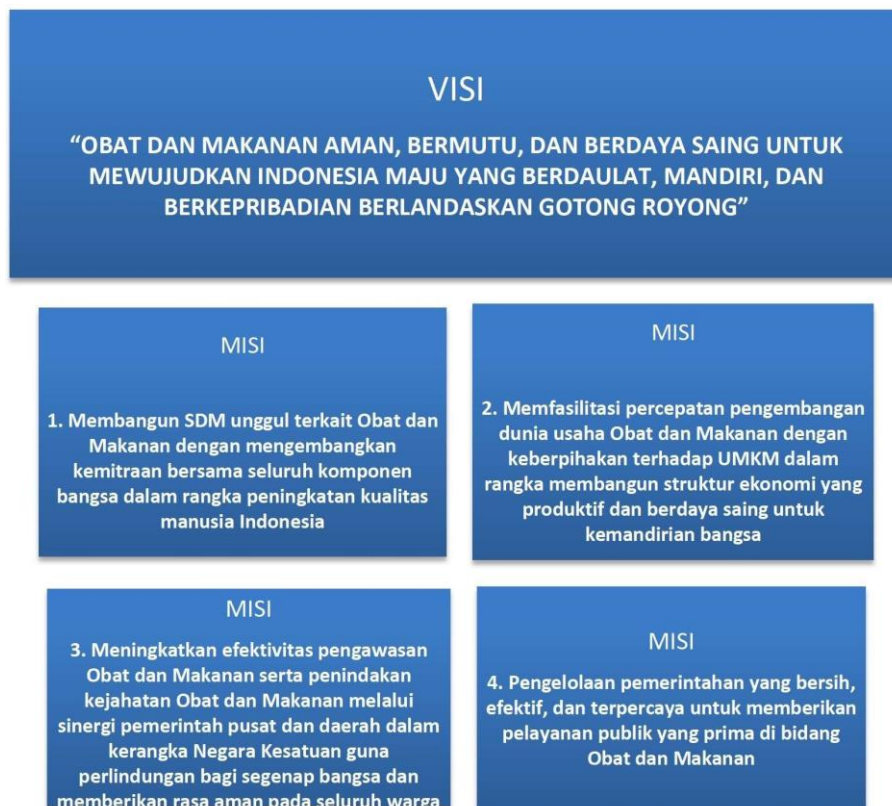 VISI
“OBAT DAN MAKANAN AMAN, BERMUTU, DAN BERDAYA SAING UNTUK
MEWUJUDKAN INDONESIA MAJU YANG BERDAULAT, MANDIRI, DAN
BERKEPRIBADIAN BERLANDASKAN GOTONG ROYONG”
MISI
1. Membangun SDM unggul terkait Obat dan
Makanan dengan mengembangkan
kemitraan bersama seluruh komponen
bangsa dalam rangka peningkatan kualitas
manusia Indonesia
MISI
2. Memfasilitasi percepatan pengembangan
dunia usaha Obat dan Makanan dengan
keberpihakan terhadap UMKM dalam
rangka membangun struktur ekonomi yang
produktif dan berdaya saing untuk
kemandirian bangsa
MISI
3. Meningkatkan efektivitas pengawasan
Obat dan Makanan serta penindakan
kejahatan Obat dan Makanan melalui
sinergi pemerintah pusat dan daerah dalam
kerangka Negara Kesatuan guna
perlindungan bagi segenap bangsa dan
memberikan rasa aman pada seluruh warga
MISI
4. Pengelolaan pemerintahan yang bersih,
efektif, dan terpercaya untuk memberikan
pelayanan publik yang prima di bidang
Obat dan Makanan